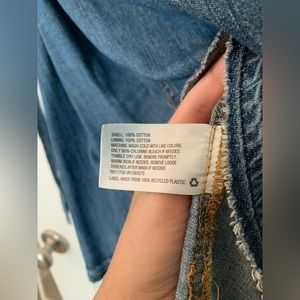 SHELL: 100% COTTON
LINING: 100% COTTON
MACHINE WASH COLD WITH LIKE COLORS.
ONLY NON-CHLORINE BLEACH IF NEEDED.
TUMBLE DRY LOW. REMOVE PROMPTLY.
WARM IRON IF NEEDED. REMOVE LOOSE
THREADS AFTER WASH IF NEEDED.
LABEL MADE FROM 100% RECYCLED PLASTIC